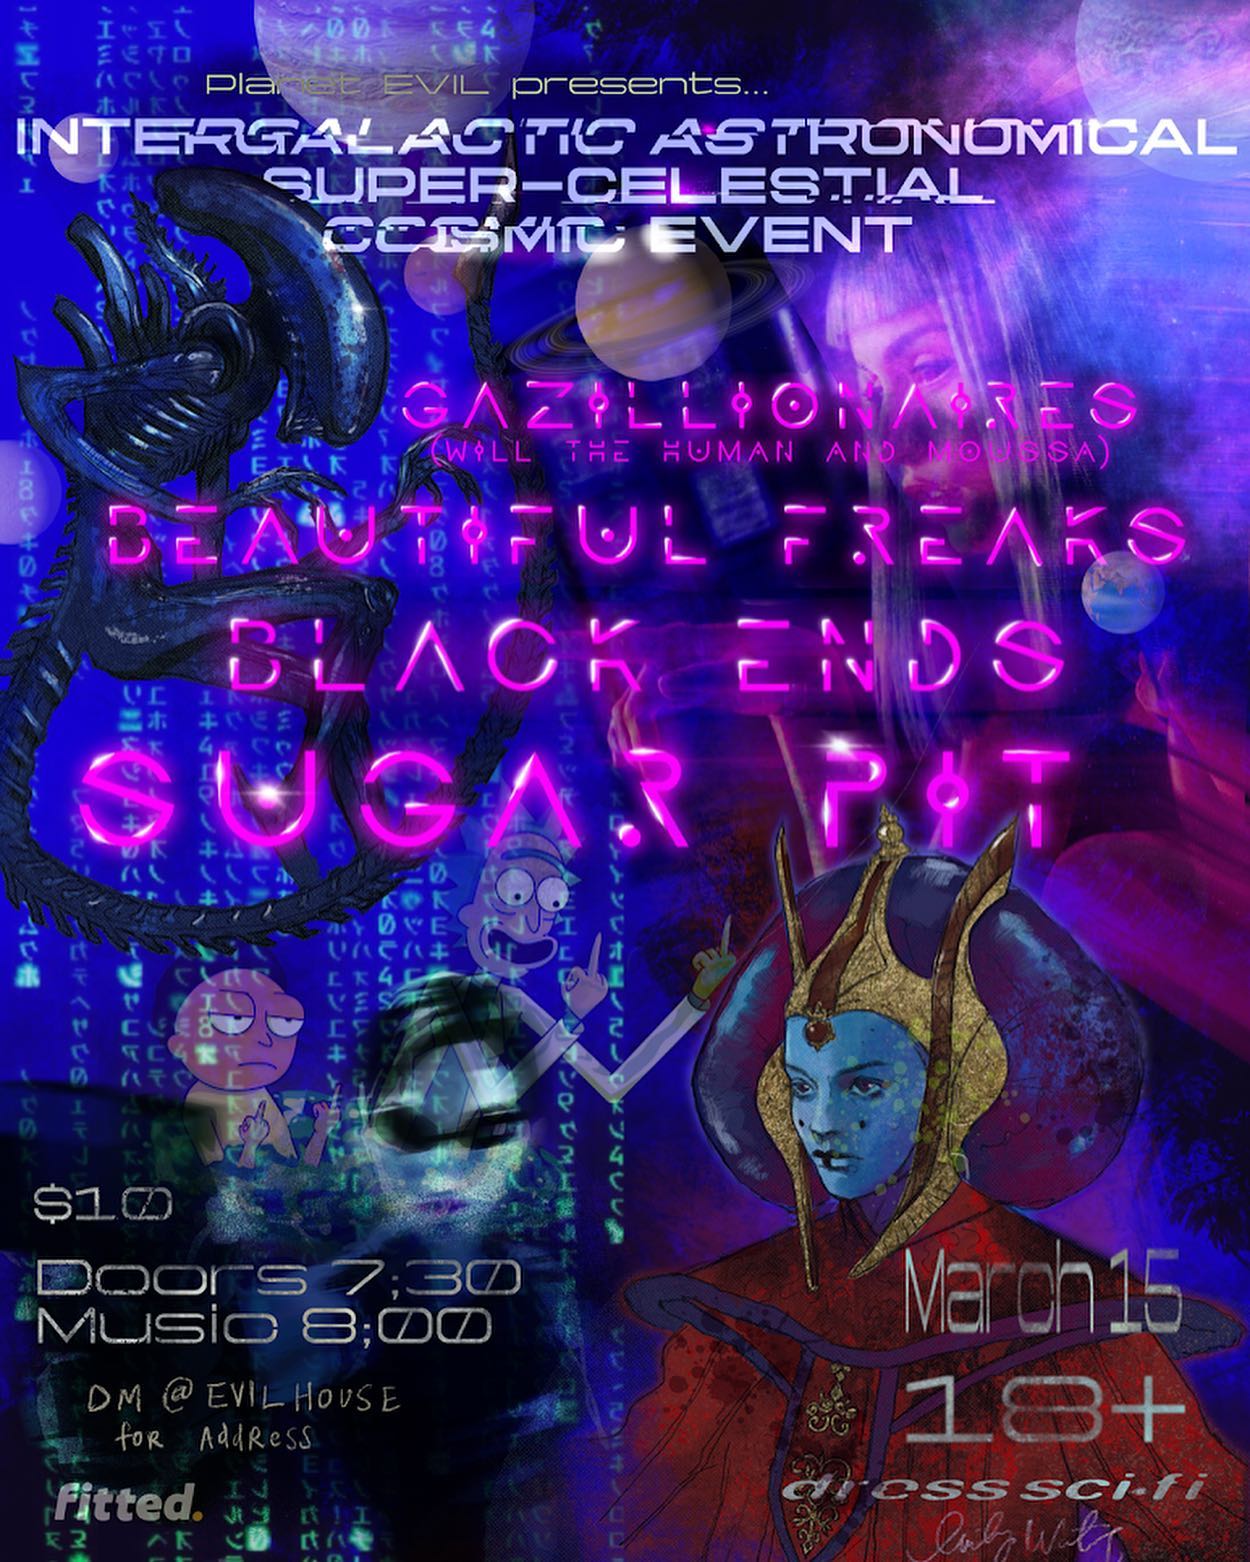 Planet EVIL presents...
INTERGALACTIC ASTRONOMICAL
SUPER-CELESTIAL
COSMIC EVENT
GAZILLIONAIRES
(WILL THE HUMAN AND MOUSSA)
BEAUTIFUL FREAKS
BLACK ENDS
SUGAR PIT
$10
Doors 7;30
Music 8;00
DM @ EVIL HOUSE
for Address
fitted.
March 15
18+
dress sci-fi